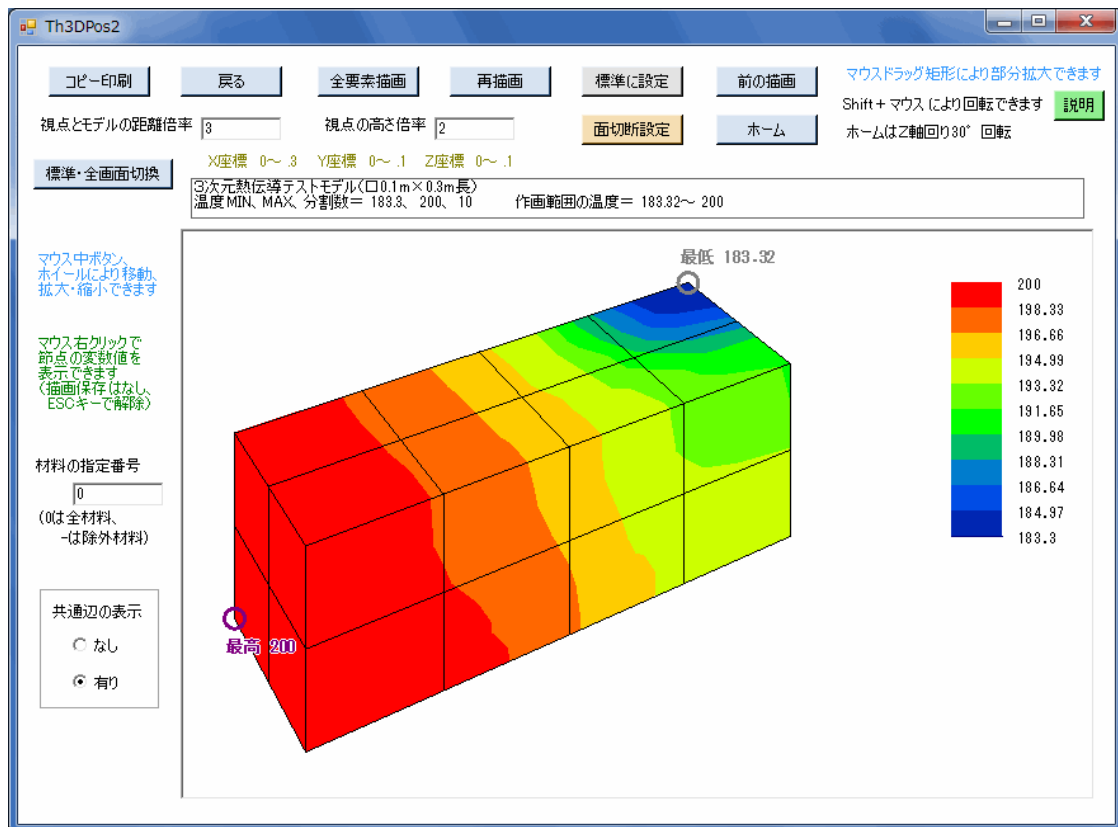 Th3DPos2
コピー印刷
戻る
全要素描画
再描画
標準に設定
前の描画
マウスドラッグ矩形により部分拡大できます
Shift+マウスにより回転できます
説明
視点とモデルの距離倍率 3
視点の高さ倍率 2
面切断設定
ホーム
ホームはZ軸回り30° 回転
標準・全画面切換
X座標 0～ .3 Y座標 0～ .1 Z座標 0～ .1
3次元熱伝導テストモデル(口0.1m×0.3m長)
温度MIN、MAX、分割数＝ 183.3、 200、 10 作画範囲の温度＝ 183.32～ 200
マウス中ボタン、
ホイールにより移動、
拡大・縮小できます
マウス右クリックで
節点の変数値を
表示できます
(描画保存はなし、
ESCキーで解除)
材料の指定番号
0
(0は全材料、
-は除外材料)
共通辺の表示
なし
有り
最低 183.32
最高 200
200
198.33
196.66
194.99
193.32
191.65
189.98
188.31
186.64
184.97
183.3